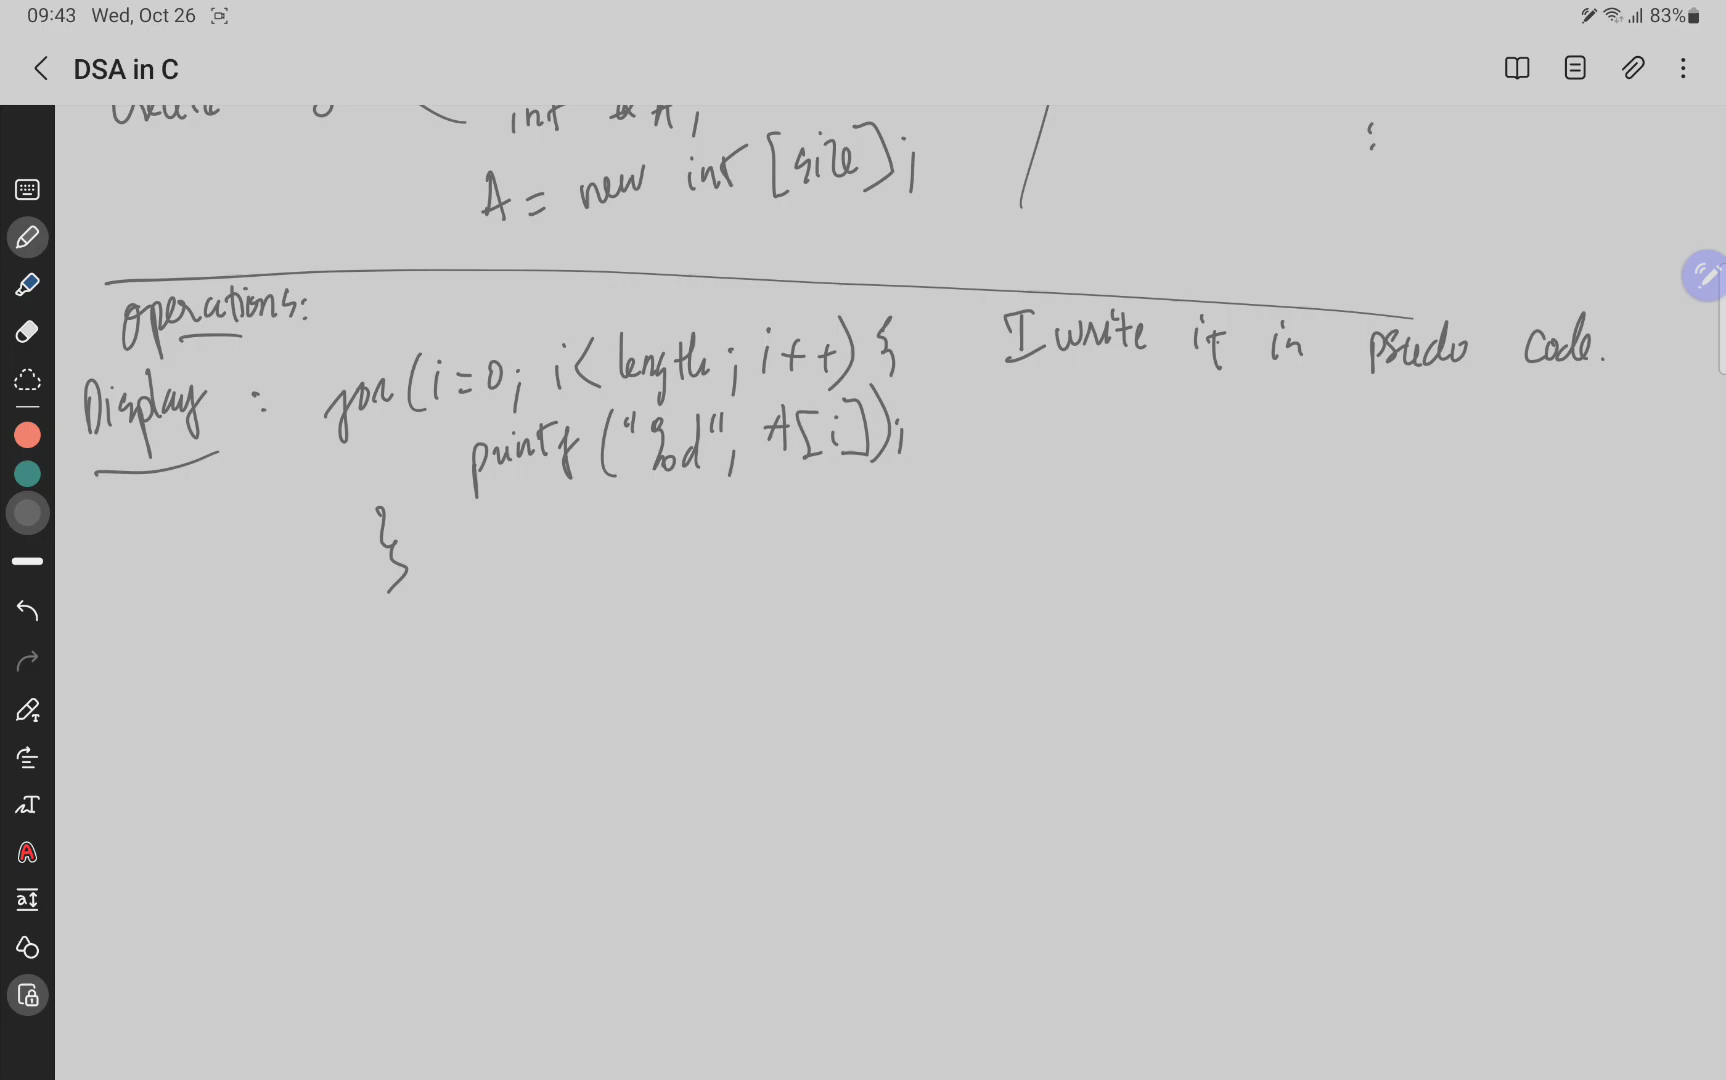 09:43 Wed, Oct 26 83%
DSA in C
int * A;
A = new int [size];
operations:
I write it in psudo code.
Display : for(i=0; i< length; i++) {
printf ("%d", A[i]);
}